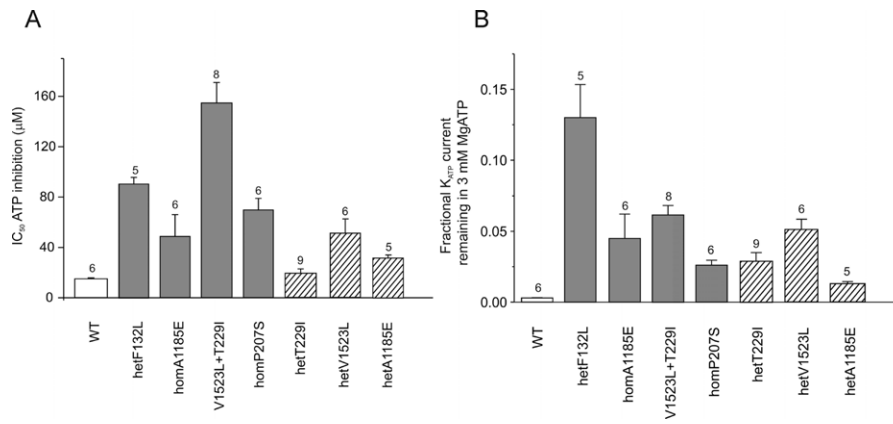 A
IC50 ATP inhibition (μM)
160
120
80
40
0
6
5
6
8
6
9
6
5
WT
hetF132L
homA1185E
V1523L+T229I
homP207S
hetT229I
hetV1523L
hetA1185E
B
Fractional KATP current
remaining in 3 mM MgATP
0.15
0.10
0.05
0.00
6
5
6
8
6
9
6
5
WT
hetF132L
homA1185E
V1523L+T229I
homP207S
hetT229I
hetV1523L
hetA1185E